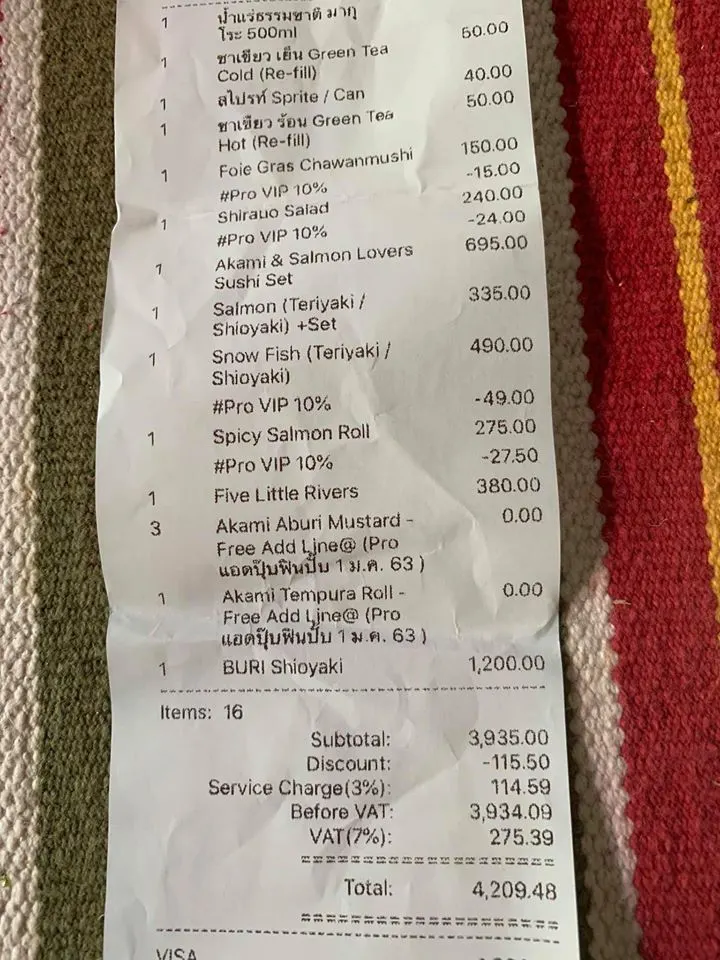 1 น้ำแร่ธรรมชาติ มากู
โระ 500ml 50.00
1 ชาเขียว เย็น Green Tea
Cold (Re-fill) 40.00
1 สไปรท์ Sprite / Can 50.00
1 ชาเขียว ร้อน Green Tea
Hot (Re-fill) 150.00
1 Foie Gras Chawanmushi
#Pro VIP 10% -15.00
1 Shirauo Salad 240.00
#Pro VIP 10% -24.00
1 Akami & Salmon Lovers 695.00
Sushi Set
1 Salmon (Teriyaki / 335.00
Shioyaki) +Set
1 Snow Fish (Teriyaki / 490.00
Shioyaki)
#Pro VIP 10% -49.00
1 Spicy Salmon Roll 275.00
#Pro VIP 10% -27.50
1 Five Little Rivers 380.00
3 Akami Aburi Mustard - 0.00
Free Add Line@ (Pro
แอดปุ๊บฟินปั๊บ 1 ม.ค. 63 )
1 Akami Tempura Roll - 0.00
Free Add Line@ (Pro
แอดปุ๊บฟินปั๊บ 1 ม.ค. 63 )
1 BURI Shioyaki 1,200.00
Items: 16
Subtotal: 3,935.00
Discount: -115.50
Service Charge(3%): 114.59
Before VAT: 3,934.09
VAT(7%): 275.39
Total: 4,209.48
VISA